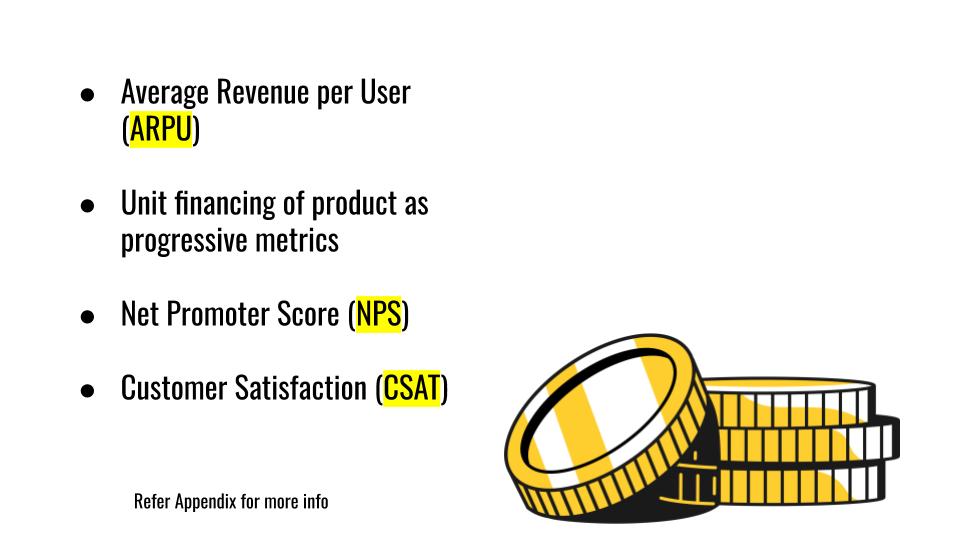 ● Average Revenue per User
(ARPU)
● Unit financing of product as
progressive metrics
● Net Promoter Score (NPS)
● Customer Satisfaction (CSAT)
Refer Appendix for more info